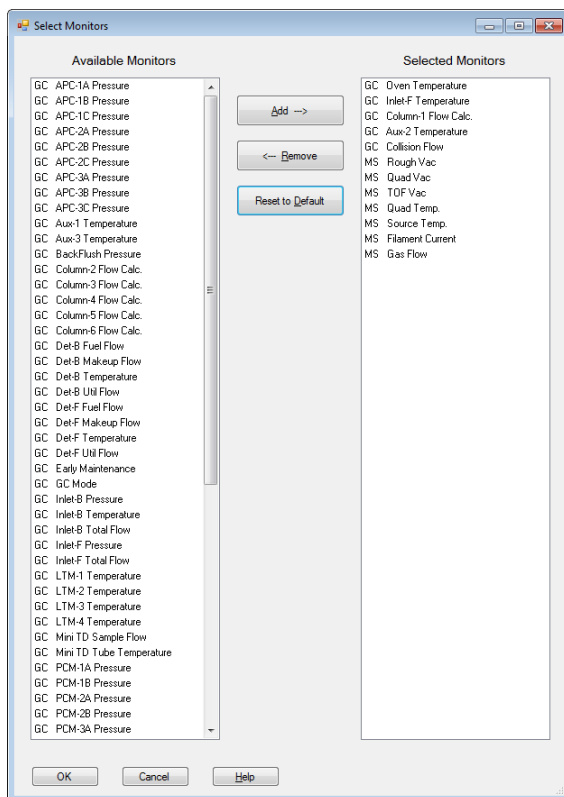 Select Monitors
Available Monitors
GC APC-1A Pressure
GC APC-1B Pressure
GC APC-1C Pressure
GC APC-2A Pressure
GC APC-2B Pressure
GC APC-2C Pressure
GC APC-3A Pressure
GC APC-3B Pressure
GC APC-3C Pressure
GC Aux-1 Temperature
GC Aux-3 Temperature
GC BackFlush Pressure
GC Column-2 Flow Calc.
GC Column-3 Flow Calc.
GC Column-4 Flow Calc.
GC Column-5 Flow Calc.
GC Column-6 Flow Calc.
GC Det-B Fuel Flow
GC Det-B Makeup Flow
GC Det-B Temperature
GC Det-B Util Flow
GC Det-F Fuel Flow
GC Det-F Makeup Flow
GC Det-F Temperature
GC Det-F Util Flow
GC Early Maintenance
GC GC Mode
GC Inlet-B Pressure
GC Inlet-B Temperature
GC Inlet-B Total Flow
GC Inlet-F Pressure
GC Inlet-F Total Flow
GC LTM-1 Temperature
GC LTM-2 Temperature
GC LTM-3 Temperature
GC LTM-4 Temperature
GC Mini TD Sample Flow
GC Mini TD Tube Temperature
GC PCM-1A Pressure
GC PCM-1B Pressure
GC PCM-2A Pressure
GC PCM-2B Pressure
GC PCM-3A Pressure
Add -->
<-- Remove
Reset to Default
Selected Monitors
GC Oven Temperature
GC Inlet-F Temperature
GC Column-1 Flow Calc.
GC Aux-2 Temperature
GC Collision Flow
MS Rough Vac
MS Quad Vac
MS TOF Vac
MS Quad Temp.
MS Source Temp.
MS Filament Current
MS Gas Flow
OK
Cancel
Help